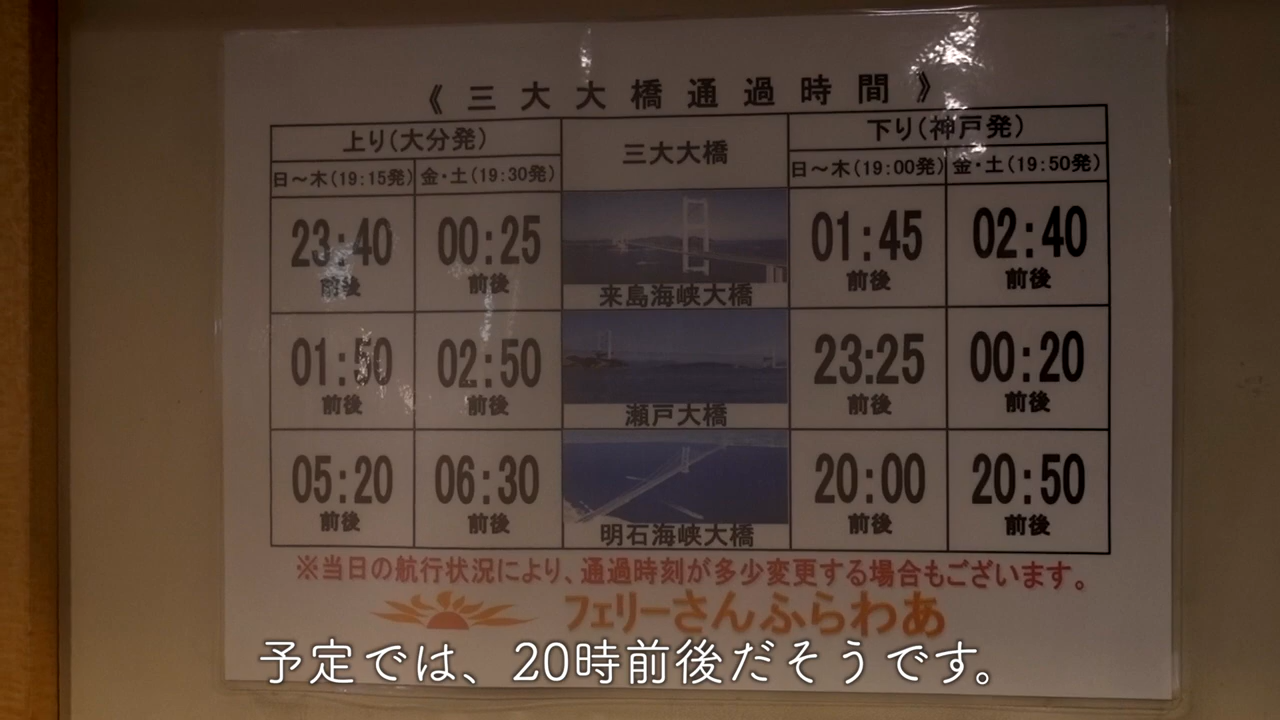 《三大大橋通過時間》
上り(大分発) 三大大橋 下り(神戸発)
日～木(19:15発) 金・土(19:30発) 日～木(19:00発) 金・土(19:50発)
23:40 00:25 01:45 02:40
前後 前後 前後 前後
来島海峡大橋
01:50 02:50 23:25 00:20
前後 前後 前後 前後
瀬戸大橋
05:20 06:30 20:00 20:50
前後 前後 前後 前後
明石海峡大橋
※当日の航行状況により、通過時刻が多少変更する場合もございます。
フェリーさんふらわあ
予定では、20時前後だそうです。